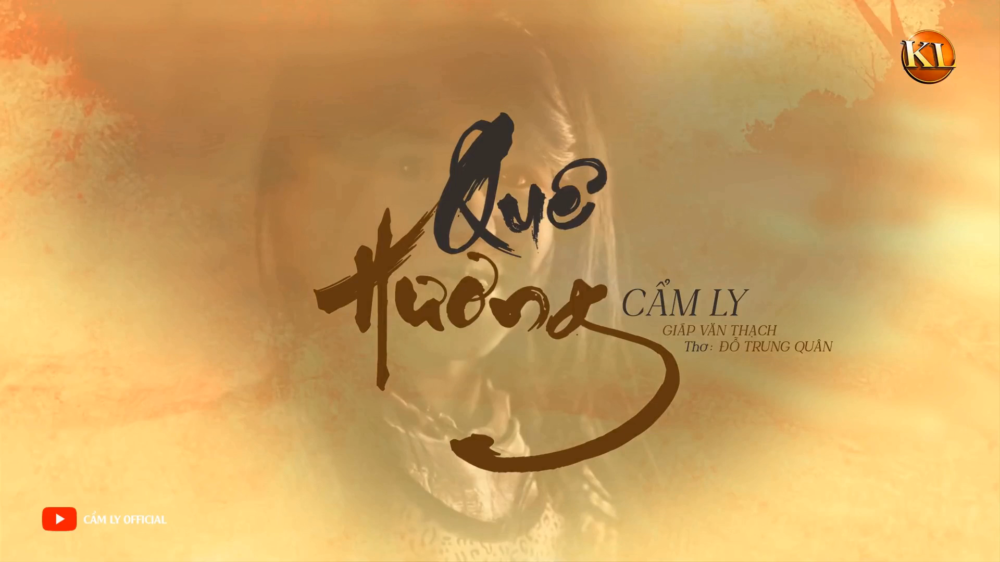 KL
Quê
Hương
CẨM LY
GIÁP VĂN THẠCH
Thơ: ĐỖ TRUNG QUÂN
CẨM LY OFFICIAL